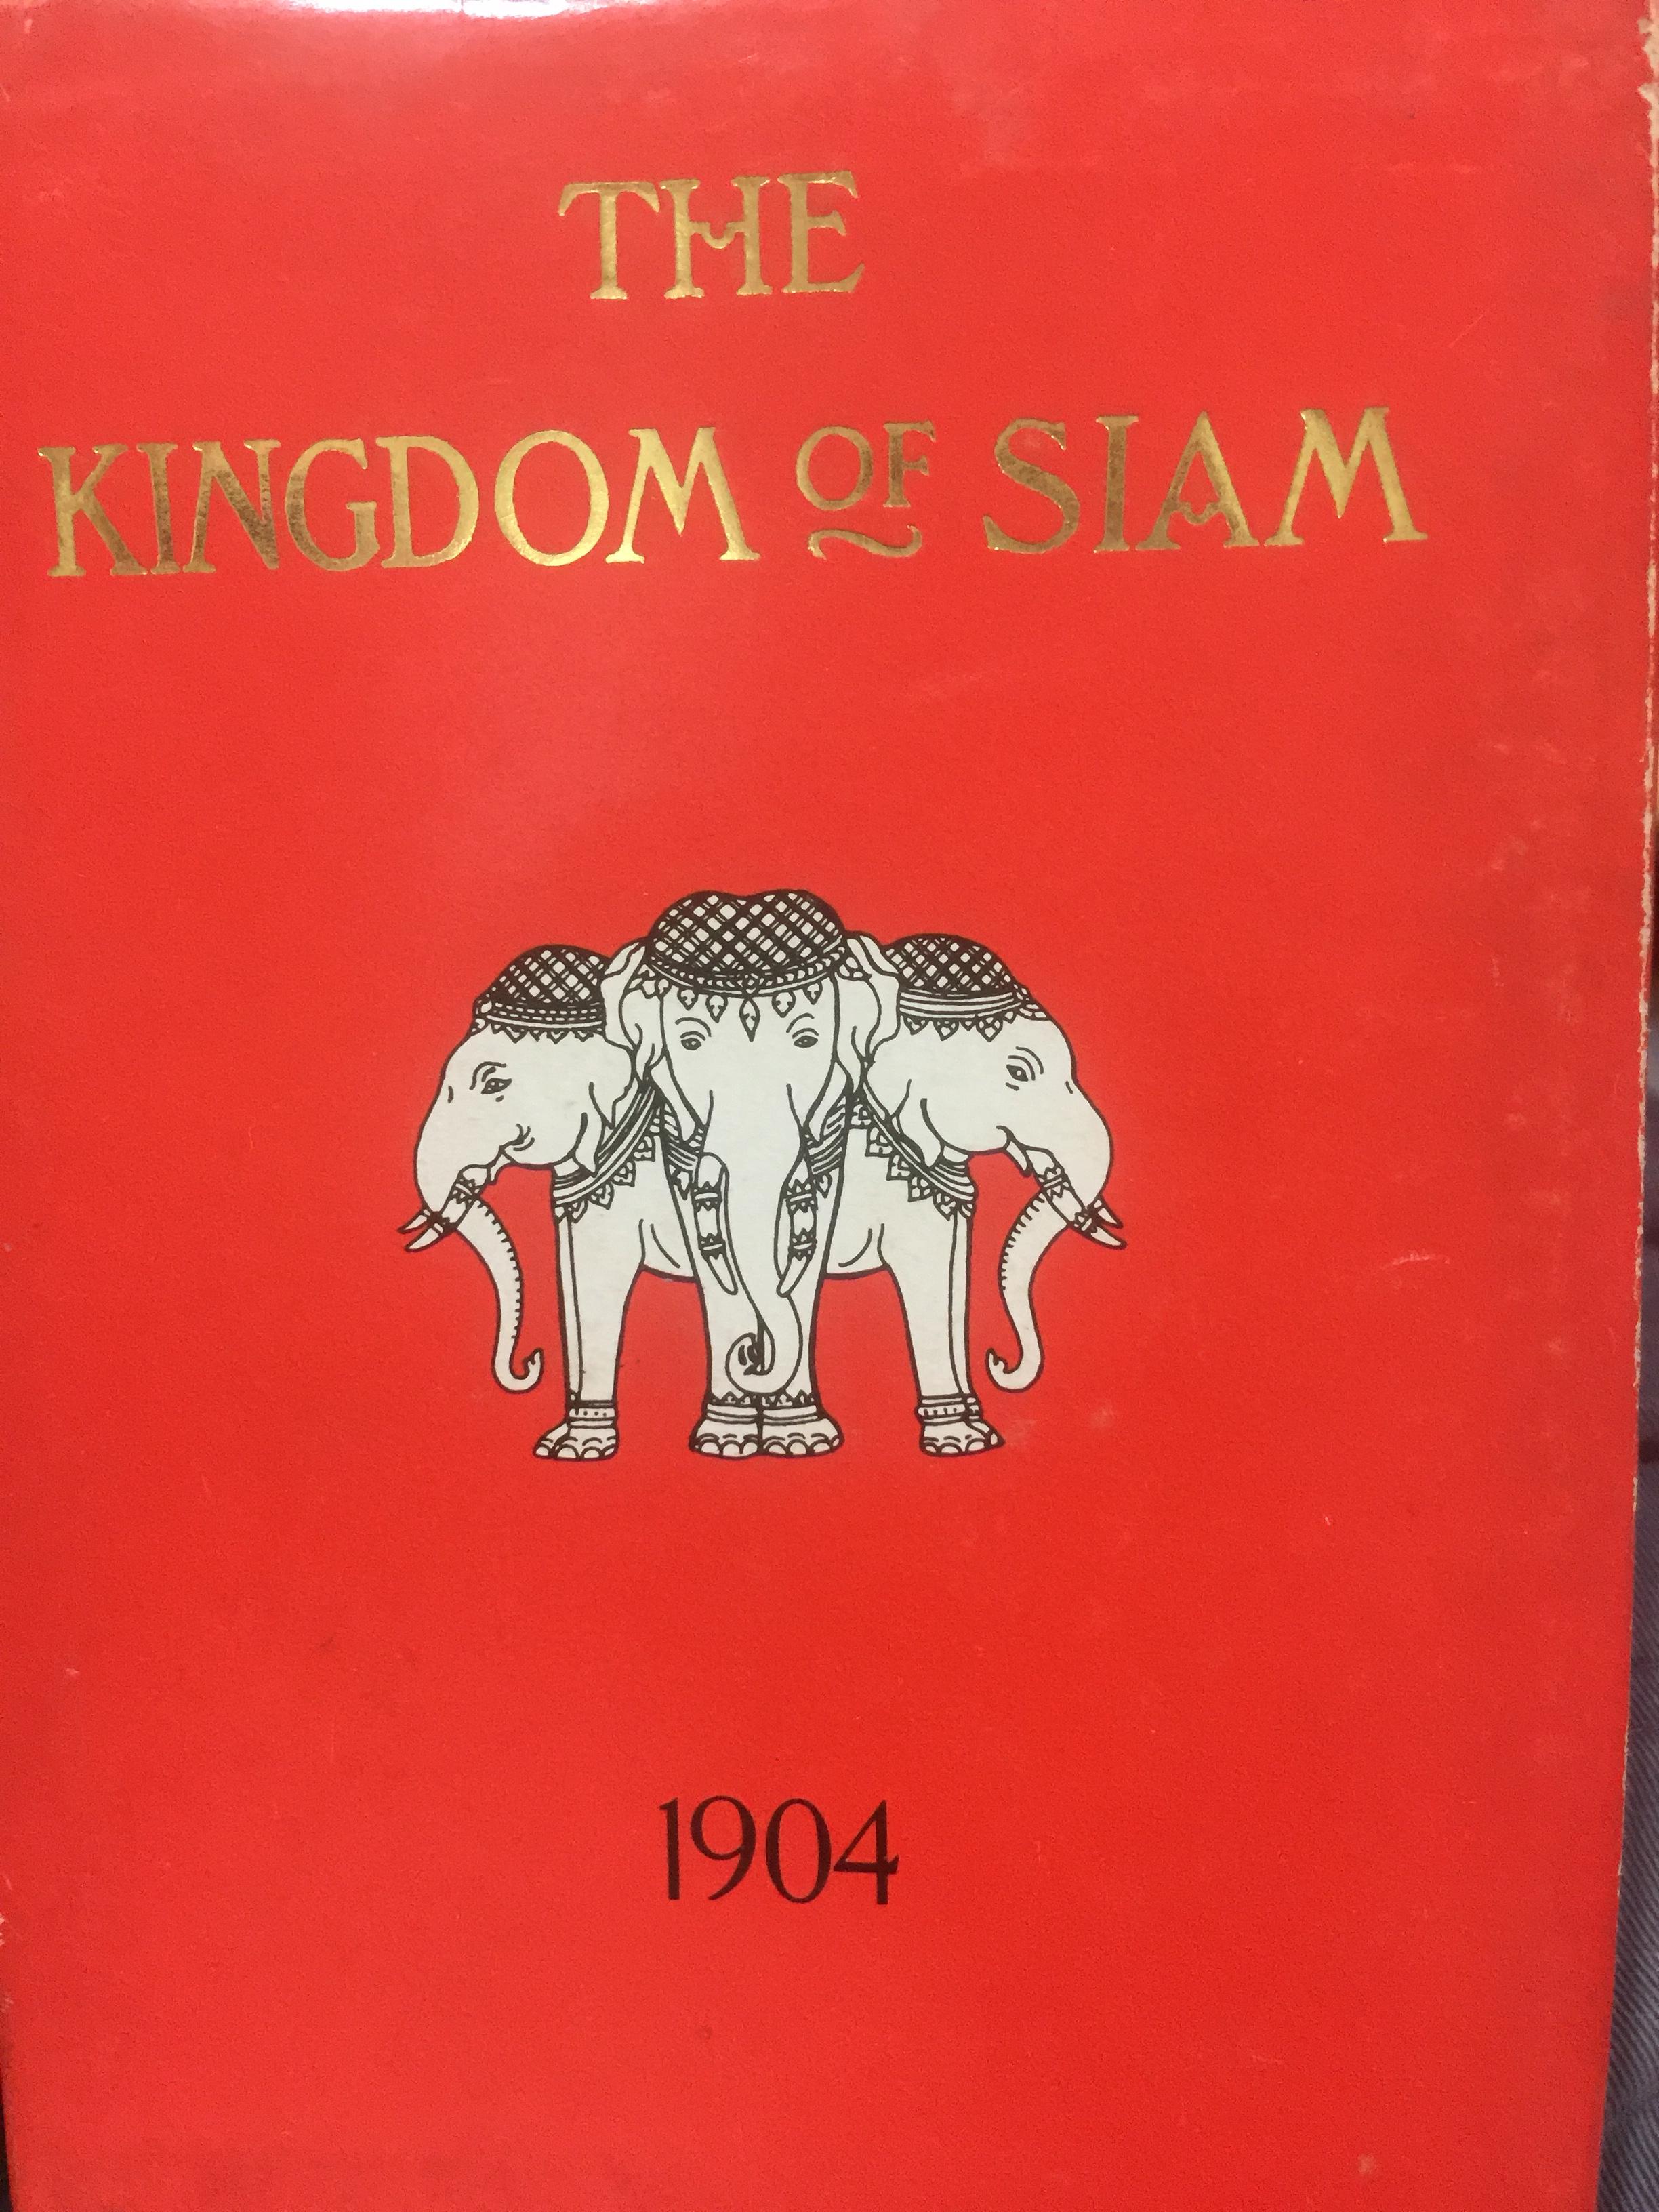 THE
KINGDOM OF SIAM
1904